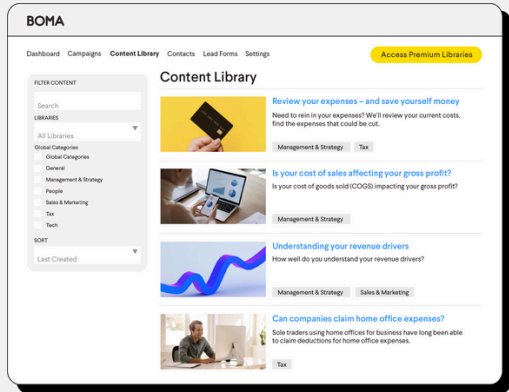 BOMA
Dashboard Campaigns Content Library Contacts Lead Forms Settings
Access Premium Libraries
FILTER CONTENT
Search
LIBRARIES
All Libraries
Global Categories
Global Categories
General
Management & Strategy
People
Sales & Marketing
Tax
Tech
SORT
Last Created
Content Library
Review your expenses – and save yourself money
Need to rein in your expenses? We'll review your current costs,
find the expenses that could be cut.
Management & Strategy Tax
Is your cost of sales affecting your gross profit?
Is your cost of goods sold (COGS) impacting your gross profit?
Management & Strategy
Understanding your revenue drivers
How well do you understand your revenue drivers?
Management & Strategy Sales & Marketing
Can companies claim home office expenses?
Sole traders using home offices for business have long been able
to claim deductions for home office expenses.
Tax